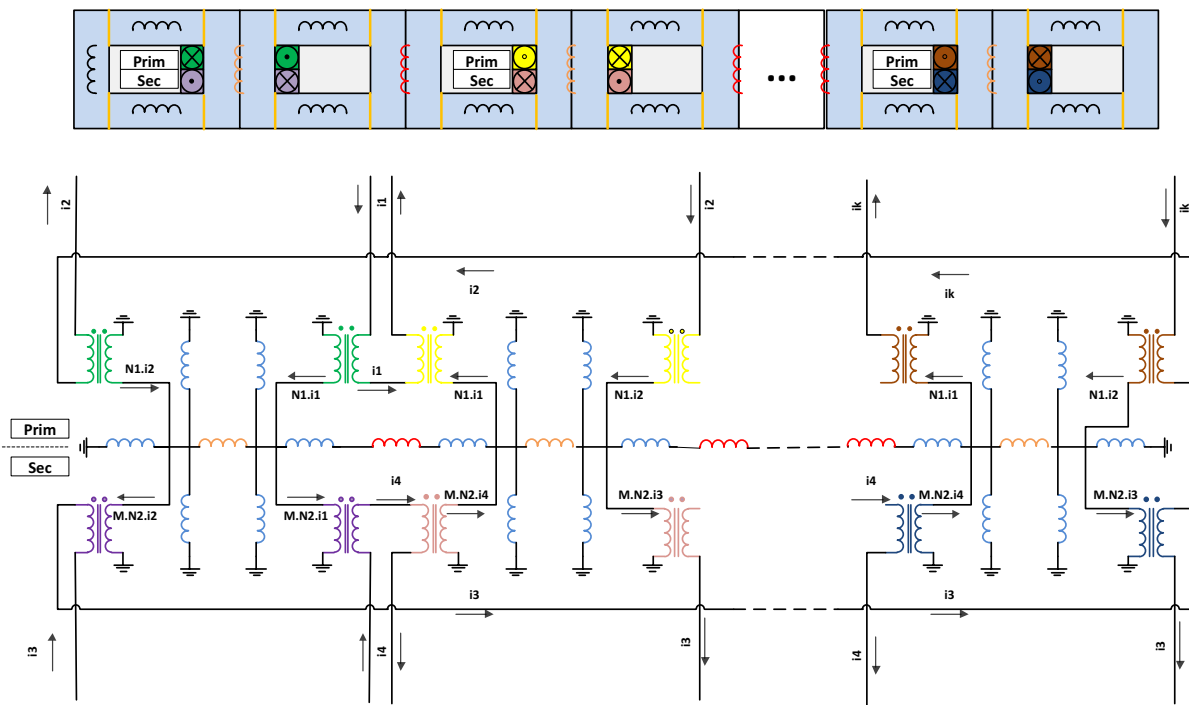 Prim
Sec
Prim
Sec
...
Prim
Sec
i2
i1
i2
ik
ik
i2
ik
N1.i2
N1.i1
i1
N1.i1
N1.i2
N1.i1
N1.i2
Prim
Sec
M.N2.i2
M.N2.i1
i4
M.N2.i4
M.N2.i3
i4
M.N2.i4
M.N2.i3
i3
i3
i3
i4
i3
i4
i3